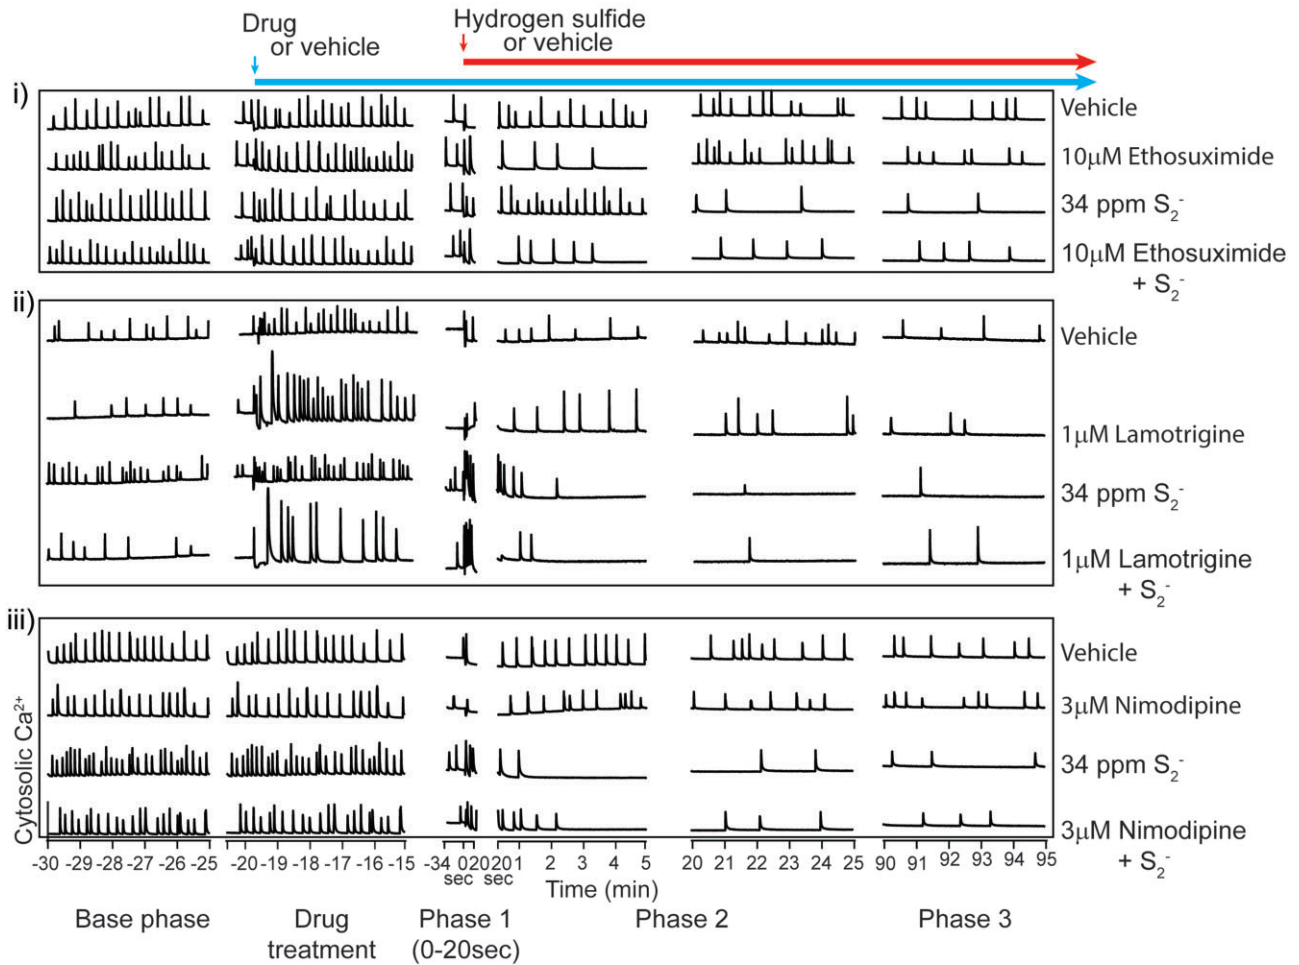 Drug
or vehicle
Hydrogen sulfide
or vehicle
i)
Vehicle
10μM Ethosuximide
34 ppm S₂⁻
10μM Ethosuximide
+ S₂⁻
ii)
Vehicle
1μM Lamotrigine
34 ppm S₂⁻
1μM Lamotrigine
+ S₂⁻
iii)
Vehicle
3μM Nimodipine
34 ppm S₂⁻
3μM Nimodipine
+ S₂⁻
Cytosolic Ca²⁺
-30 -29 -28 -27 -26 -25 -20 -19 -18 -17 -16 -15 -34 0 20 20 1 2 3 4 5 20 21 22 23 24 25 90 91 92 93 94 95
sec sec
Time (min)
Base phase Drug Phase 1 Phase 2 Phase 3
treatment (0-20sec)